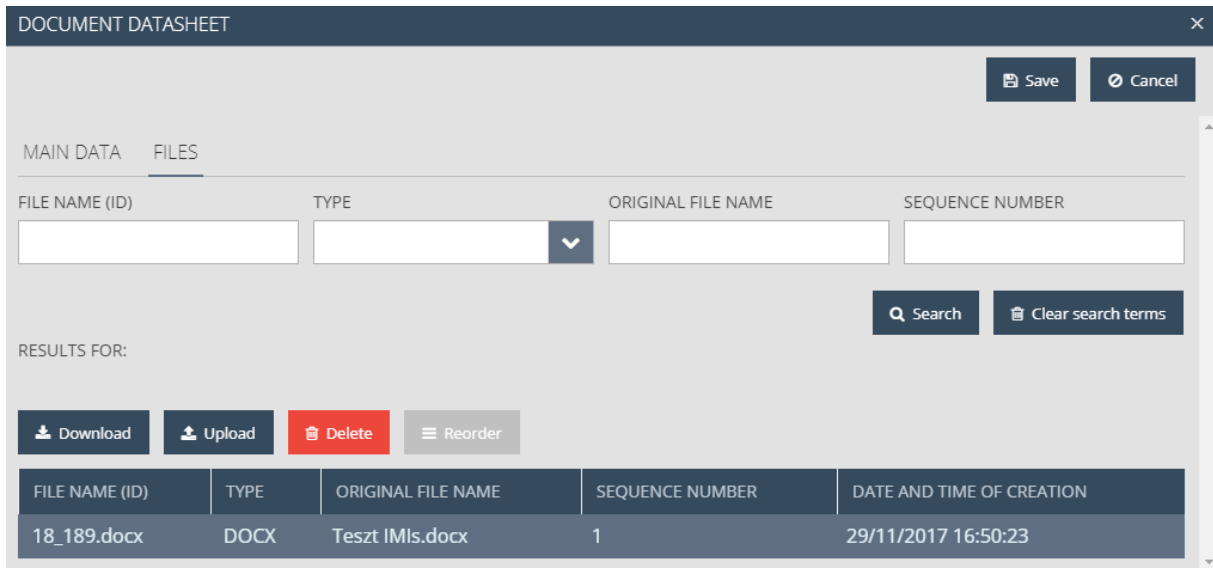 DOCUMENT DATASHEET
Save Cancel
MAIN DATA FILES
FILE NAME (ID) TYPE ORIGINAL FILE NAME SEQUENCE NUMBER
Search Clear search terms
RESULTS FOR:
Download Upload Delete Reorder
FILE NAME (ID) TYPE ORIGINAL FILE NAME SEQUENCE NUMBER DATE AND TIME OF CREATION
18_189.docx DOCX Teszt IMIs.docx 1 29/11/2017 16:50:23